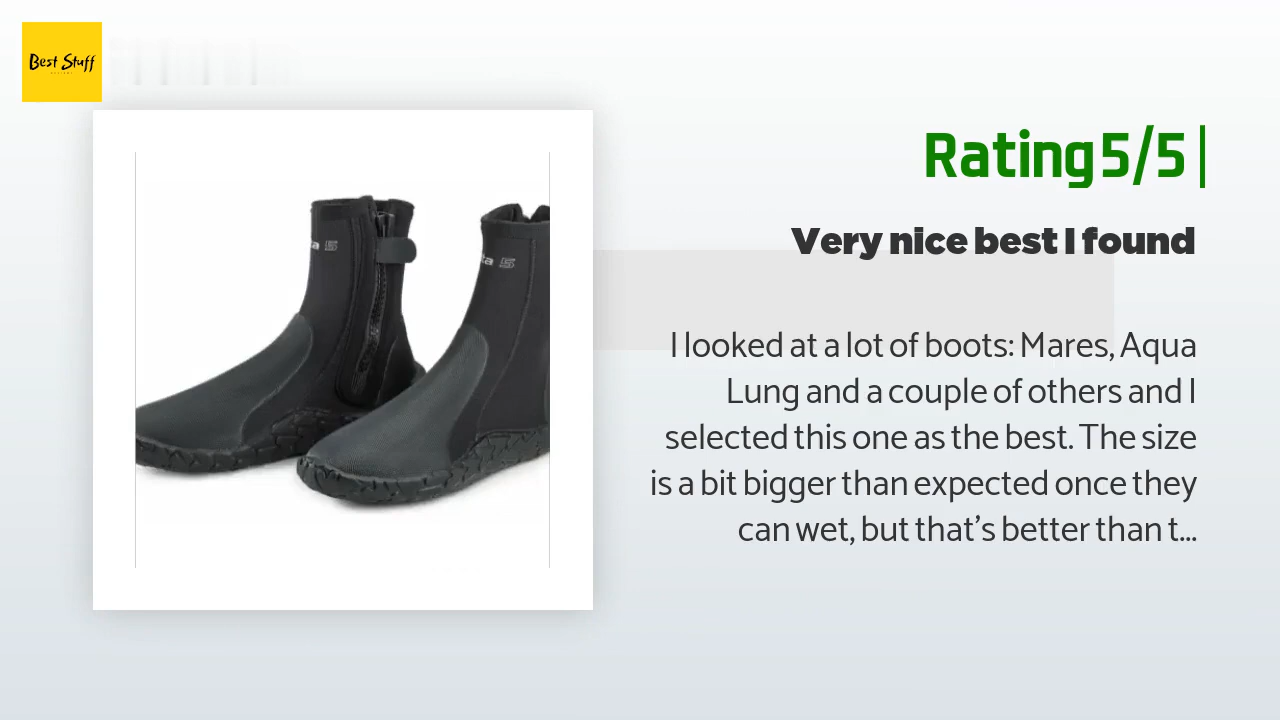 Best Stuff
Rating 5/5 |
Very nice best I found
I looked at a lot of boots: Mares, Aqua
Lung and a couple of others and I
selected this one as the best. The size
is a bit bigger than expected once they
can wet, but that's better than t...